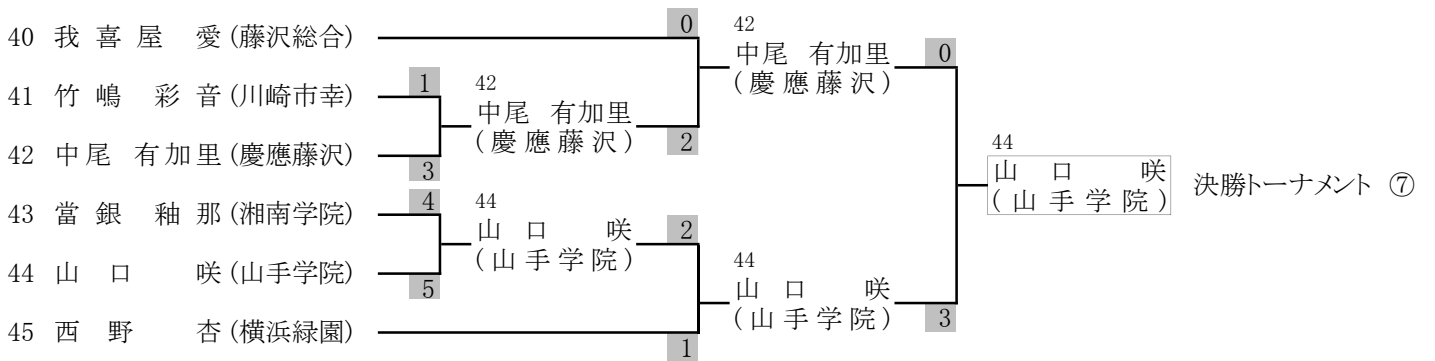 40 我喜屋 愛 (藤沢総合)
0
42
中尾 有加里
(慶應藤沢)
0
41 竹嶋 彩音 (川崎市幸)
1
42
中尾 有加里
(慶應藤沢)
2
42 中尾 有加里 (慶應藤沢)
3
44
山口 咲
(山手学院)
決勝トーナメント ⑦
43 當銀 釉那 (湘南学院)
4
44
山口 咲
(山手学院)
2
44 山口 咲 (山手学院)
5
44
山口 咲
(山手学院)
3
45 西野 杏 (横浜緑園)
1